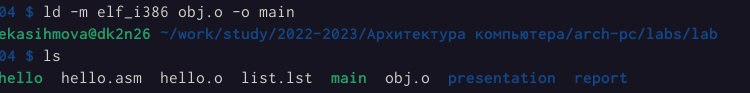 04 $ ld -m elf_i386 obj.o -o main
ekasihmova@dk2n26 ~/work/study/2022-2023/Архитектура компьютера/arch-pc/labs/lab
04 $ ls
hello hello.asm hello.o list.lst main obj.o presentation report